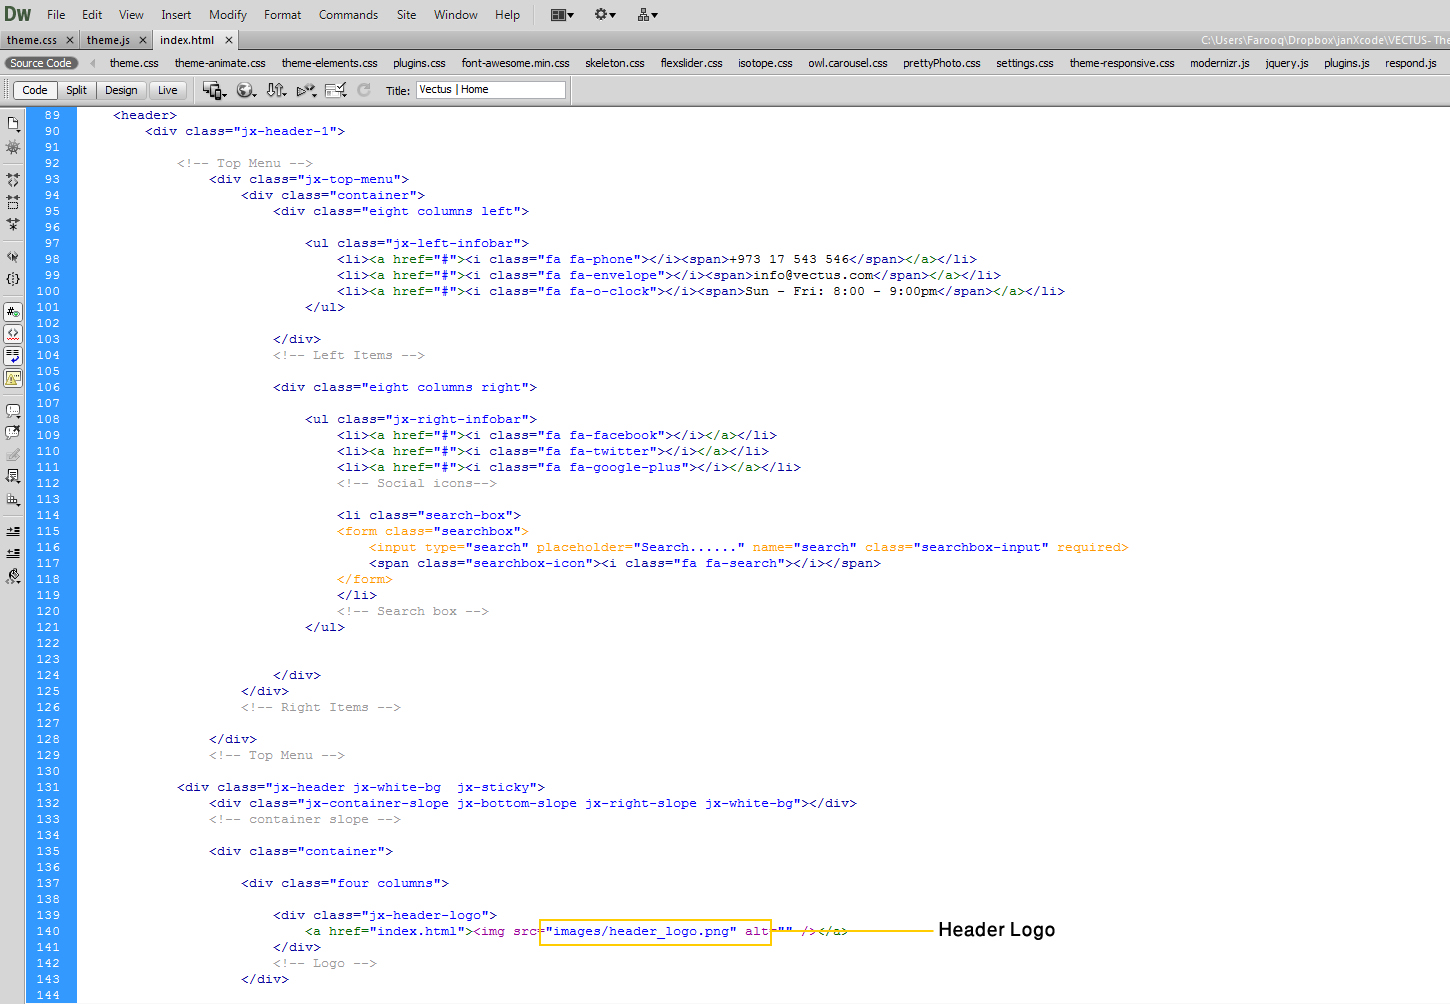 Dw File Edit View Insert Modify Format Commands Site Window Help
theme.css × theme.js × index.html × C:\Users\Farooq\Dropbox\janXcode\VECTUS- The
Source Code theme.css theme-animate.css theme-elements.css plugins.css font-awesome.min.css skeleton.css flexslider.css isotope.css owl.carousel.css prettyPhoto.css settings.css theme-responsive.css modernizr.js jquery.js plugins.js respond.js
Code Split Design Live Title: Vectus | Home
89 <header>
90 <div class="jx-header-1">
91
92 <!-- Top Menu -->
93 <div class="jx-top-menu">
94 <div class="container">
95 <div class="eight columns left">
96
97 <ul class="jx-left-infobar">
98 <li><a href="#"><i class="fa fa-phone"></i><span>+973 17 543 546</span></a></li>
99 <li><a href="#"><i class="fa fa-envelope"></i><span>info@vectus.com</span></a></li>
100 <li><a href="#"><i class="fa fa-o-clock"></i><span>Sun - Fri: 8:00 - 9:00pm</span></a></li>
101 </ul>
102
103 </div>
104 <!-- Left Items -->
105
106 <div class="eight columns right">
107
108 <ul class="jx-right-infobar">
109 <li><a href="#"><i class="fa fa-facebook"></i></a></li>
110 <li><a href="#"><i class="fa fa-twitter"></i></a></li>
111 <li><a href="#"><i class="fa fa-google-plus"></i></a></li>
112 <!-- Social icons-->
113
114 <li class="search-box">
115 <form class="searchbox">
116 <input type="search" placeholder="Search......" name="search" class="searchbox-input" required>
117 <span class="searchbox-icon"><i class="fa fa-search"></i></span>
118 </form>
119 </li>
120 <!-- Search box -->
121 </ul>
122
123
124 </div>
125 </div>
126 <!-- Right Items -->
127
128 </div>
129 <!-- Top Menu -->
130
131 <div class="jx-header jx-white-bg  jx-sticky">
132 <div class="jx-container-slope jx-bottom-slope jx-right-slope jx-white-bg"></div>
133 <!-- container slope -->
134
135 <div class="container">
136
137 <div class="four columns">
138
139 <div class="jx-header-logo">
140 <a href="index.html"><img src="images/header_logo.png" alt="" /></a> Header Logo
141 </div>
142 <!-- Logo -->
143 </div>
144